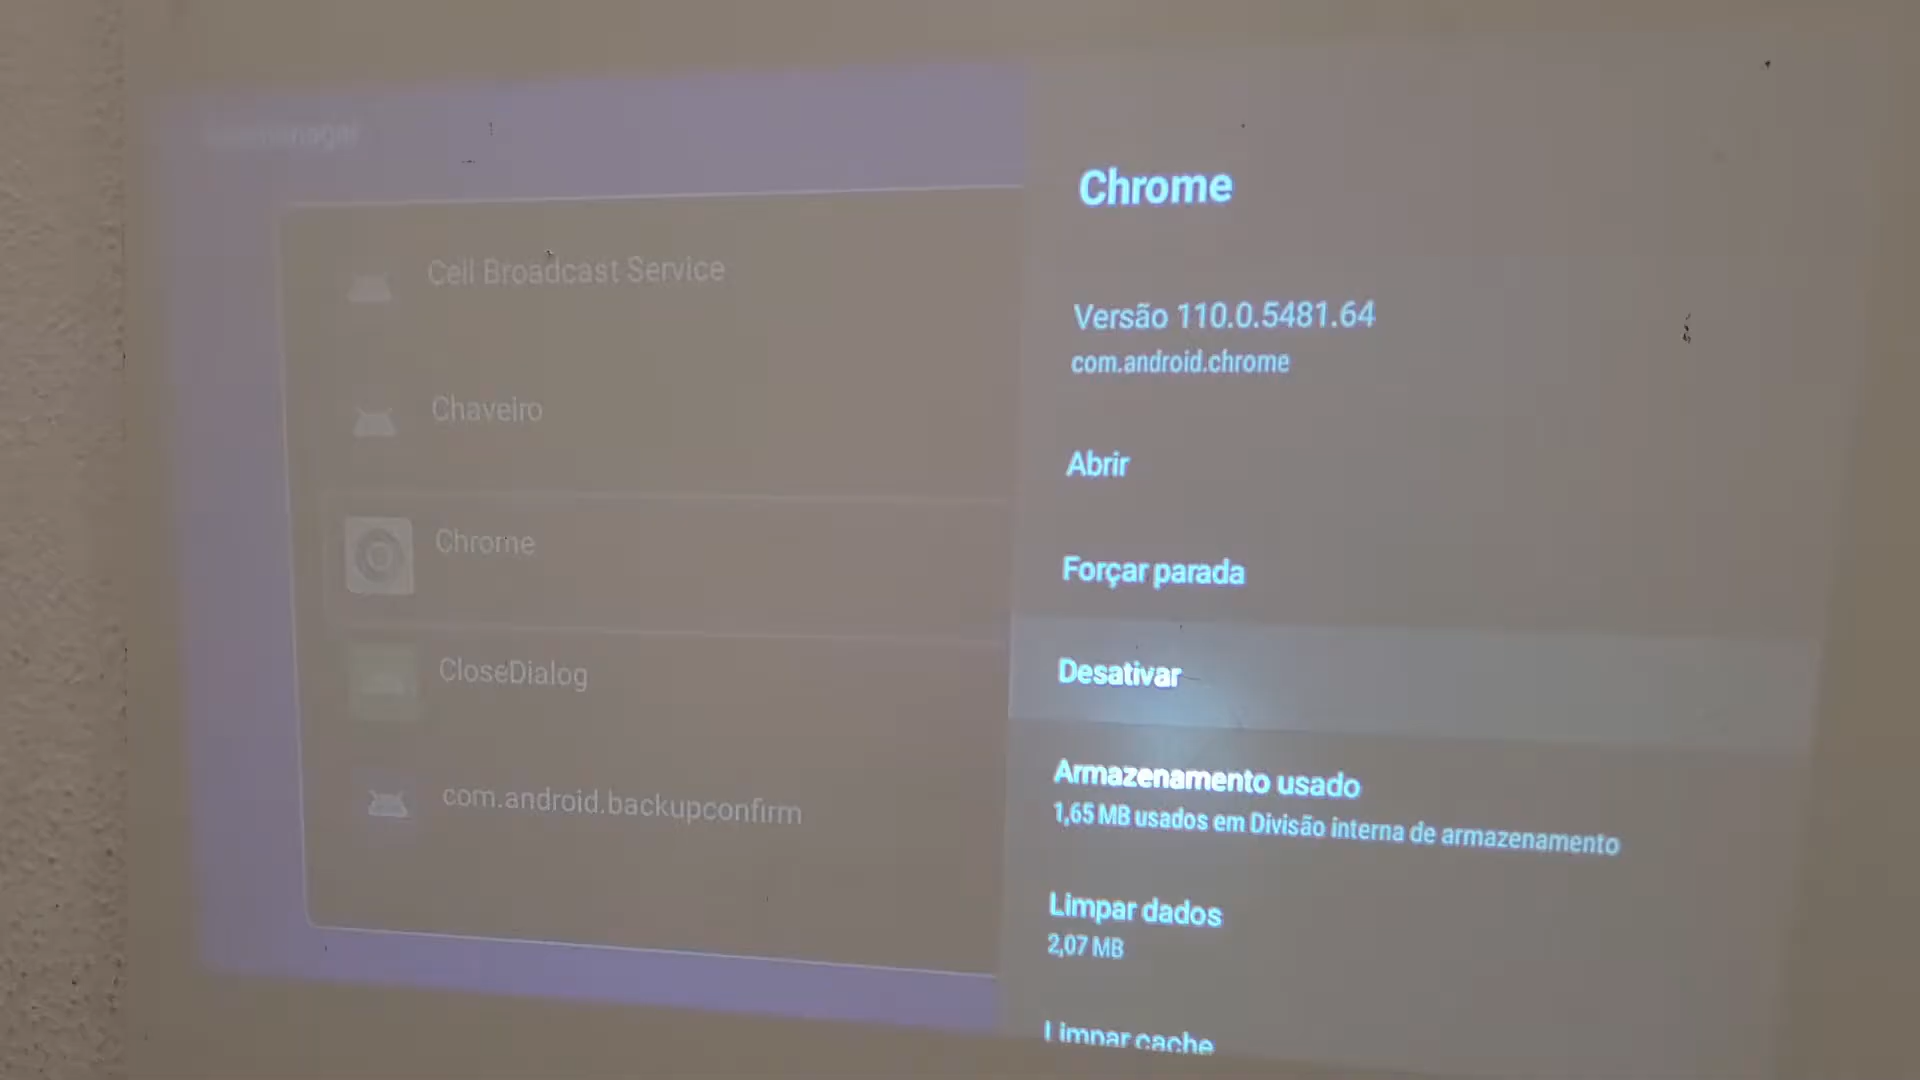 Cell Broadcast Service
Chaveiro
Chrome
CloseDialog
com.android.backupconfirm
Chrome
Versão 110.0.5481.64
com.android.chrome
Abrir
Forçar parada
Desativar
Armazenamento usado
1,65 MB usados em Divisão interna de armazenamento
Limpar dados
2,07 MB
Limpar cache